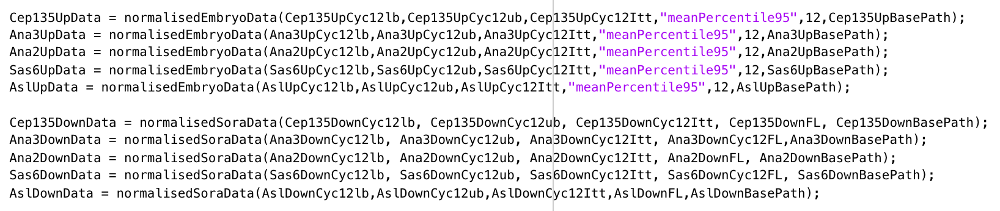 Cep135UpData = normalisedEmbryoData(Cep135UpCyc12lb,Cep135UpCyc12ub,Cep135UpCyc12Itt,"meanPercentile95",12,Cep135UpBasePath);
Ana3UpData = normalisedEmbryoData(Ana3UpCyc12lb,Ana3UpCyc12ub,Ana3UpCyc12Itt,"meanPercentile95",12,Ana3UpBasePath);
Ana2UpData = normalisedEmbryoData(Ana2UpCyc12lb,Ana2UpCyc12ub,Ana2UpCyc12Itt,"meanPercentile95",12,Ana2UpBasePath);
Sas6UpData = normalisedEmbryoData(Sas6UpCyc12lb,Sas6UpCyc12ub,Sas6UpCyc12Itt,"meanPercentile95",12,Sas6UpBasePath);
AslUpData = normalisedEmbryoData(AslUpCyc12lb,AslUpCyc12ub,AslUpCyc12Itt,"meanPercentile95",12,AslUpBasePath);
Cep135DownData = normalisedSoraData(Cep135DownCyc12lb, Cep135DownCyc12ub, Cep135DownCyc12Itt, Cep135DownFL, Cep135DownBasePath);
Ana3DownData = normalisedSoraData(Ana3DownCyc12lb, Ana3DownCyc12ub, Ana3DownCyc12Itt, Ana3DownCyc12FL,Ana3DownBasePath);
Ana2DownData = normalisedSoraData(Ana2DownCyc12lb, Ana2DownCyc12ub, Ana2DownCyc12Itt, Ana2DownFL, Ana2DownBasePath);
Sas6DownData = normalisedSoraData(Sas6DownCyc12lb, Sas6DownCyc12ub, Sas6DownCyc12Itt, Sas6DownCyc12FL, Sas6DownBasePath);
AslDownData = normalisedSoraData(AslDownCyc12lb,AslDownCyc12ub,AslDownCyc12Itt,AslDownFL,AslDownBasePath);